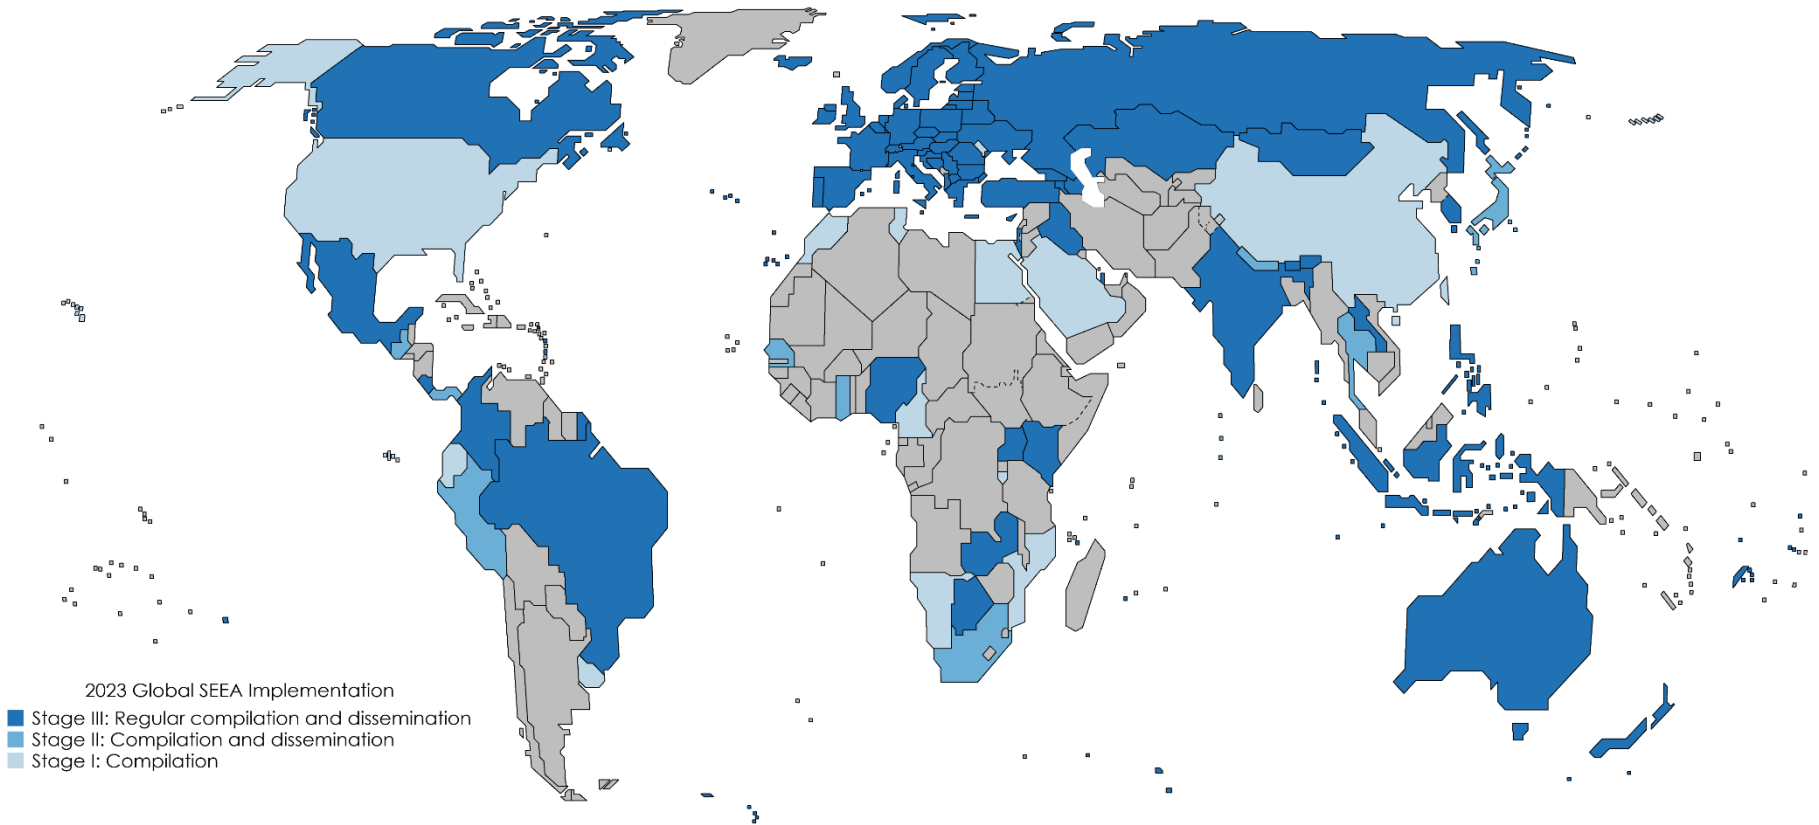 2023 Global SEEA Implementation
Stage III: Regular compilation and dissemination
Stage II: Compilation and dissemination
Stage I: Compilation